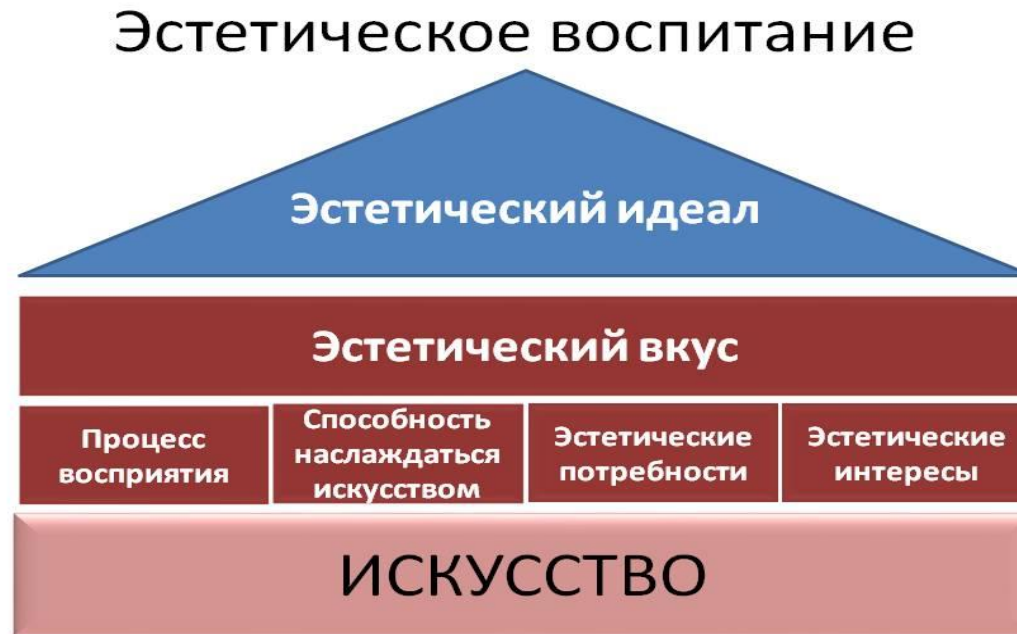 Эстетическое воспитание
Эстетический идеал
Эстетический вкус
Процесс
восприятия
Способность
наслаждаться
искусством
Эстетические
потребности
Эстетические
интересы
ИСКУССТВО